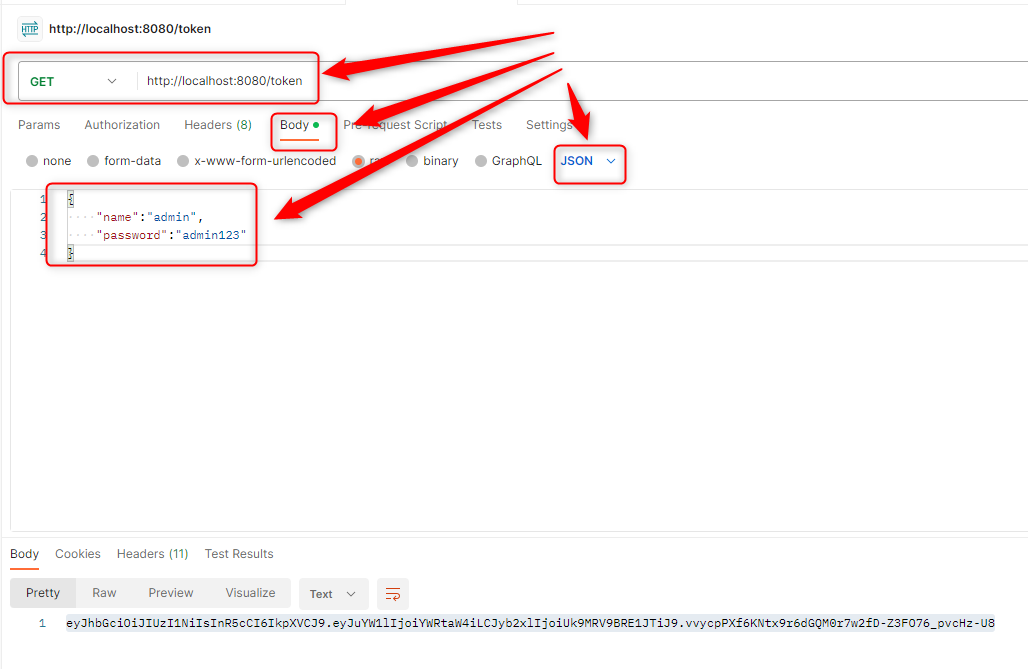 HTTP http://localhost:8080/token
GET http://localhost:8080/token
Params Authorization Headers (8) Body Pre-request Script Tests Settings
none form-data x-www-form-urlencoded binary GraphQL JSON
1 {
2 "name":"admin",
3 "password":"admin123"
4 }
Body Cookies Headers (11) Test Results
Pretty Raw Preview Visualize Text
1 eyJhbGciOiJIUzI1NiIsInR5cCI6IkpXVCJ9.eyJuYW1lIjoiYWRtaW4iLCJyb2xlIjoiUk9MRV9BRE1JTiJ9.vvycpPXf6KNtx9r6dGQM0r7w2fD-Z3FO76_pvcHz-U8